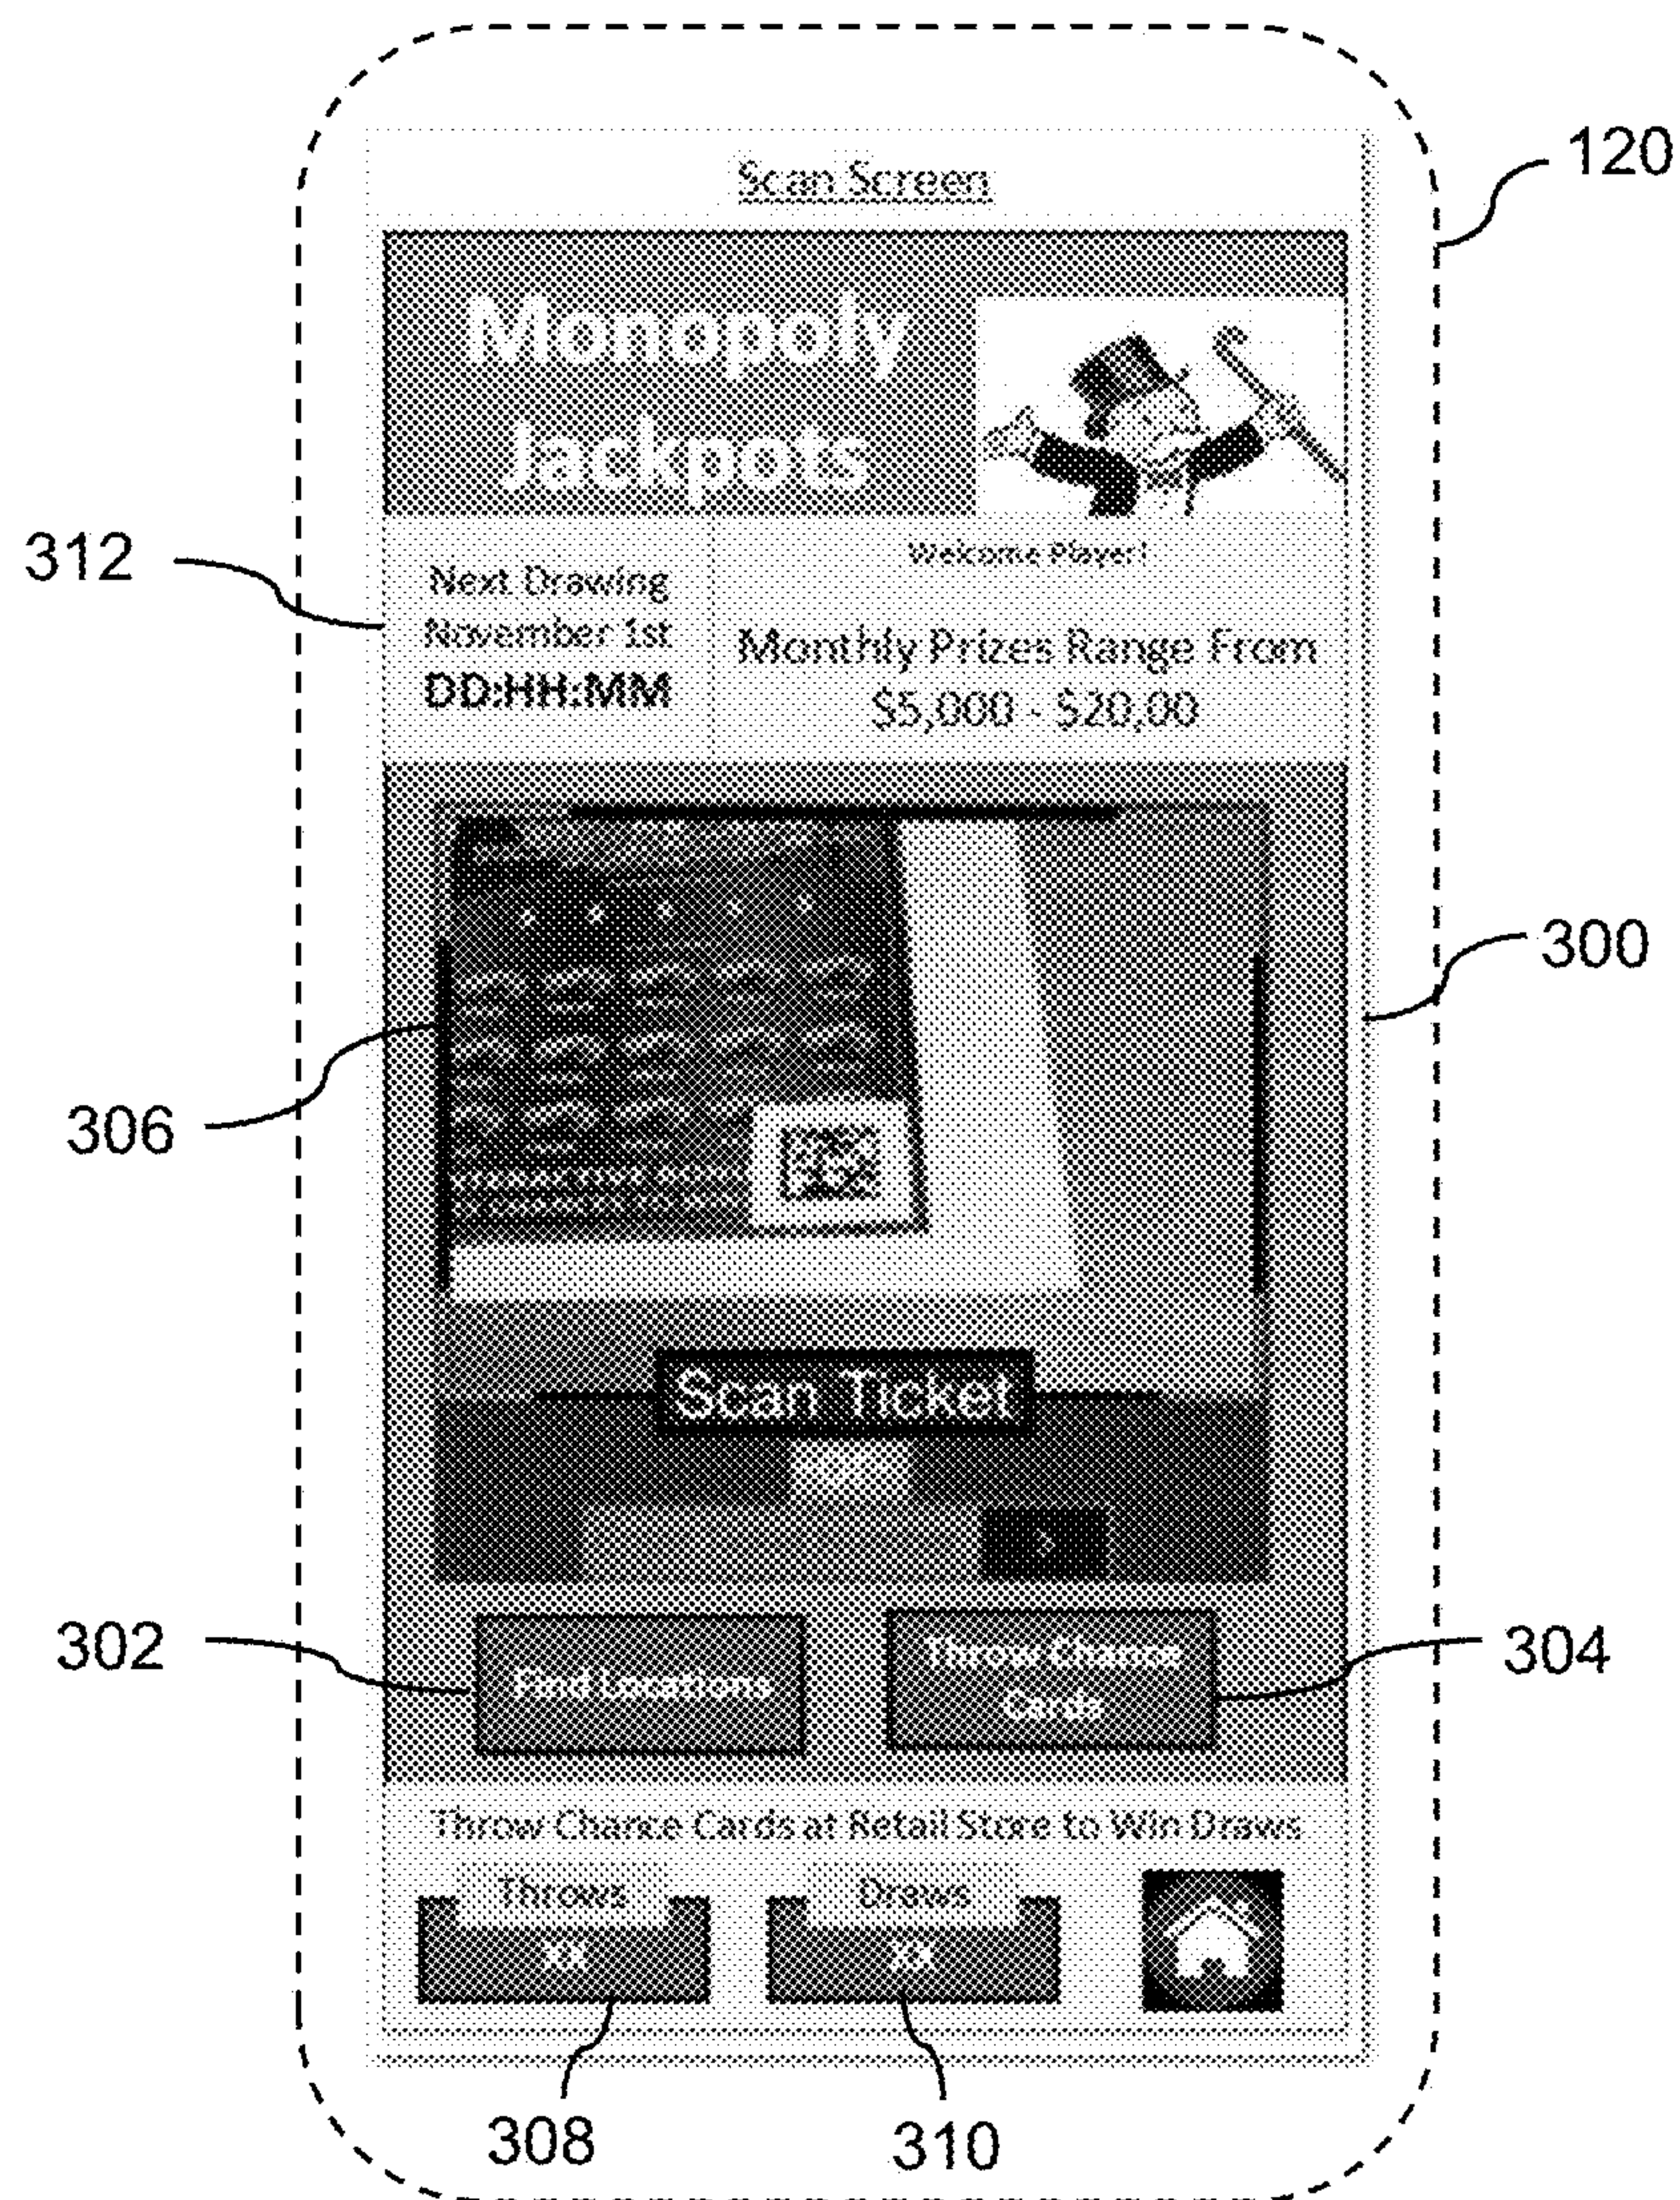 120
Scan Screen
Monopoly
Jackpots
312
Welcome Player!
Next Drawing
November 1st
DD:HH:MM
Monthly Prizes Range From
$5,000 - $20,00
300
306
Scan Ticket
302
304
Find Locations
Throw Chance
Cards
Throw Chance Cards at Retail Store to Win Draws
Throws
XX
Draws
XX
308
310